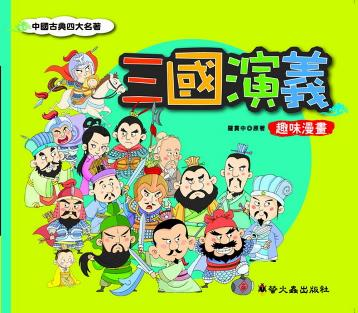 中國古典四大名著
三國演義
羅貫中◎原著
趣味漫畫
螢火蟲出版社